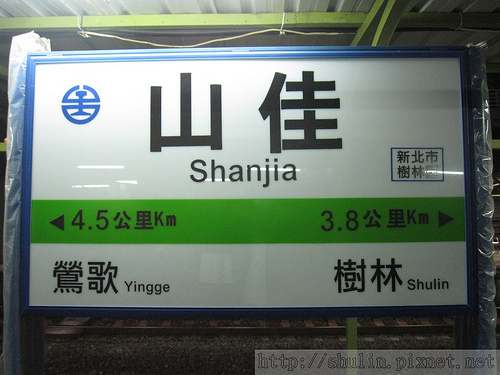 山佳
Shanjia
新北市
樹林區
◀4.5公里Km 3.8公里Km▶
鶯歌 Yingge 樹林 Shulin
http://shulin.pixnet.net